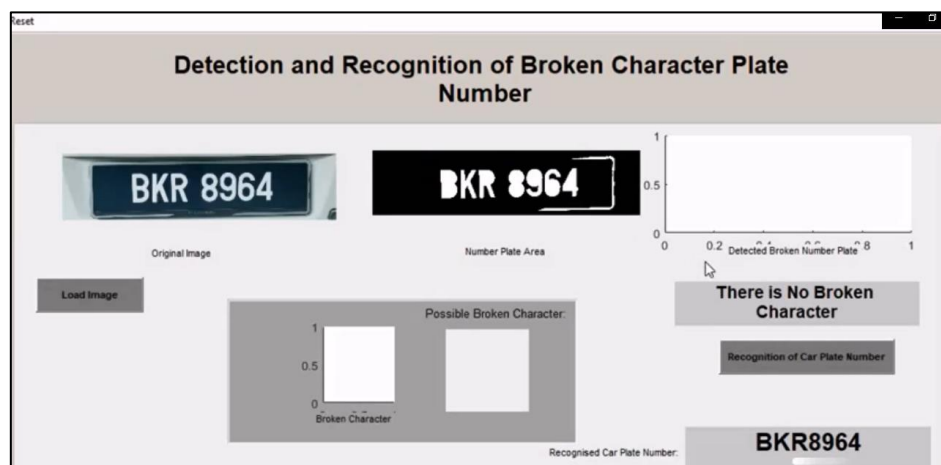 Reset
Detection and Recognition of Broken Character Plate
Number
BKR 8964
BKR 8964
1
0.5
0
0 0.2 8 1
Original Image
Number Plate Area
Detected Broken Number Plate
Load Image
There is No Broken
Character
Possible Broken Character:
1
0.5
0
Broken Character
Recognition of Car Plate Number
Recognised Car Plate Number:
BKR8964